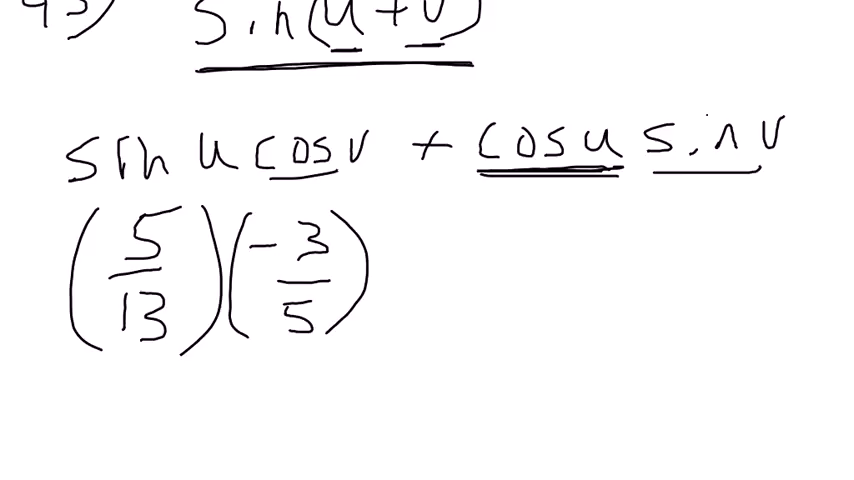 sin(u+v)
sin u cos v + cos u sin v
(5/13)(-3/5)